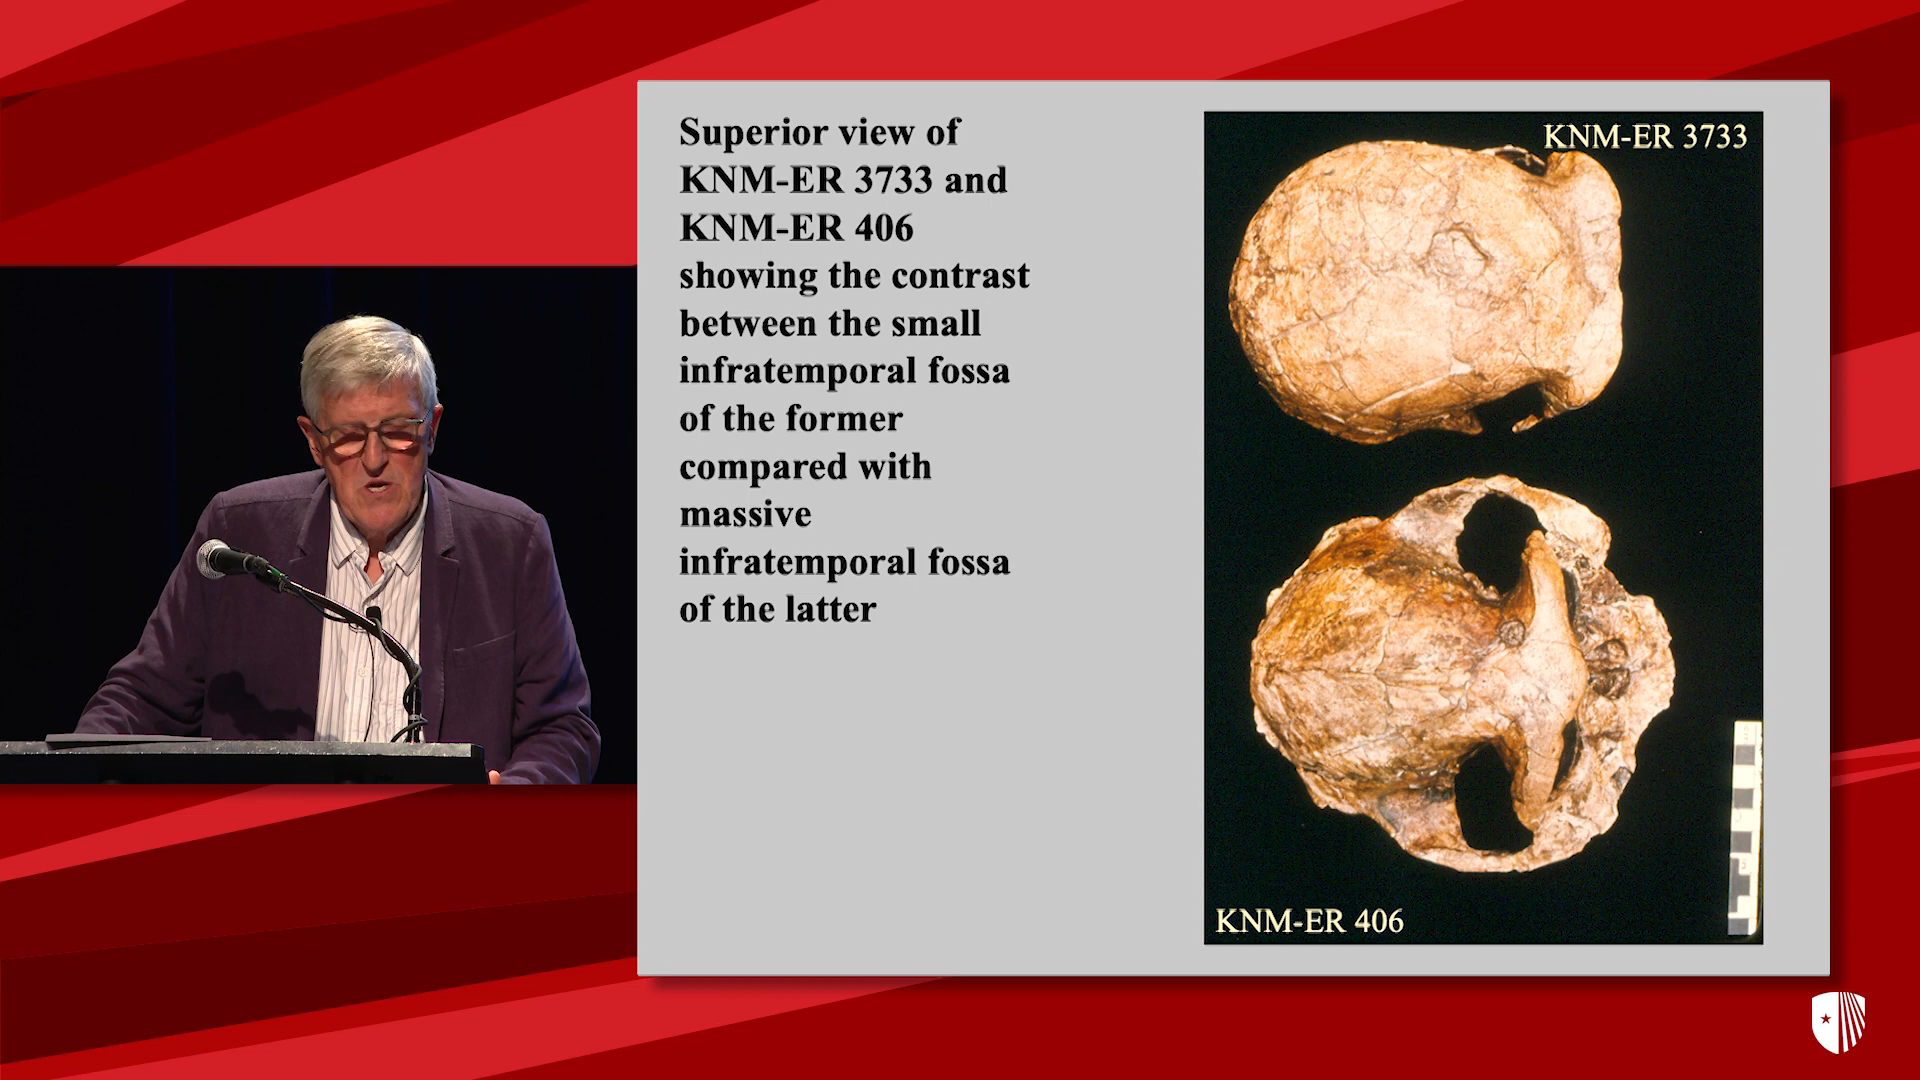 Superior view of
KNM-ER 3733 and
KNM-ER 406
showing the contrast
between the small
infratemporal fossa
of the former
compared with
massive
infratemporal fossa
of the latter
KNM-ER 3733
KNM-ER 406